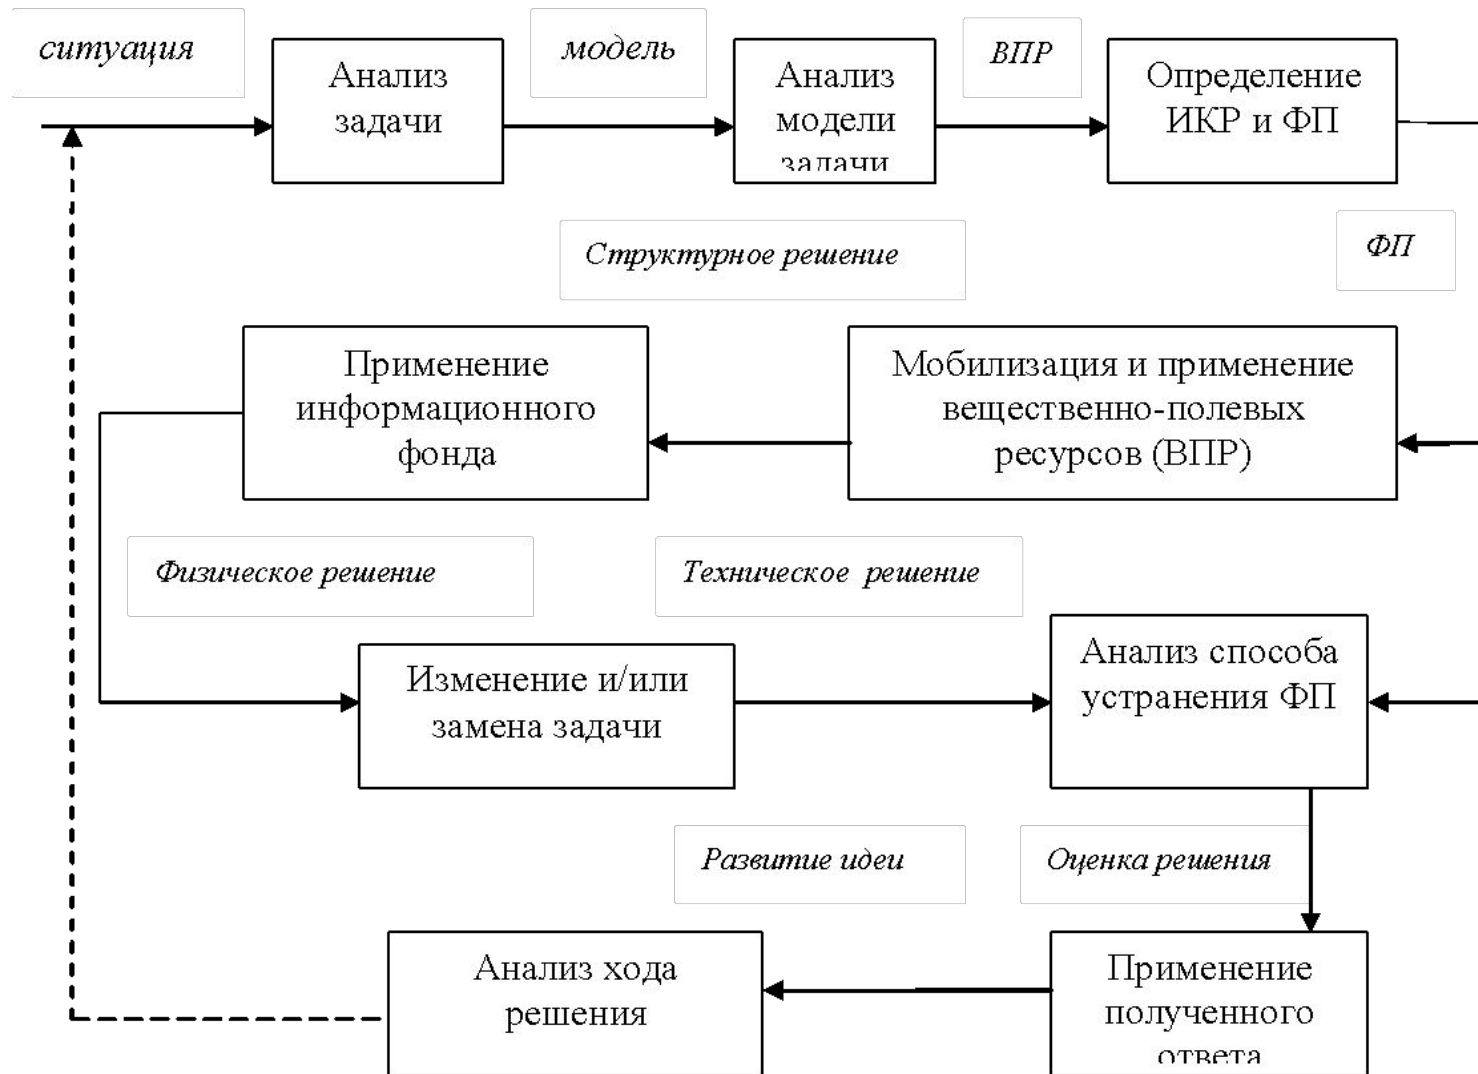 ситуация
модель
ВПР
Анализ
задачи
Анализ
модели
задачи
Определение
ИКР и ФП
Структурное решение
ФП
Применение
информационного
фонда
Мобилизация и применение
вещественно-полевых
ресурсов (ВПР)
Физическое решение
Техническое решение
Изменение и/или
замена задачи
Анализ способа
устранения ФП
Развитие идеи
Оценка решения
Анализ хода
решения
Применение
полученного
ответа